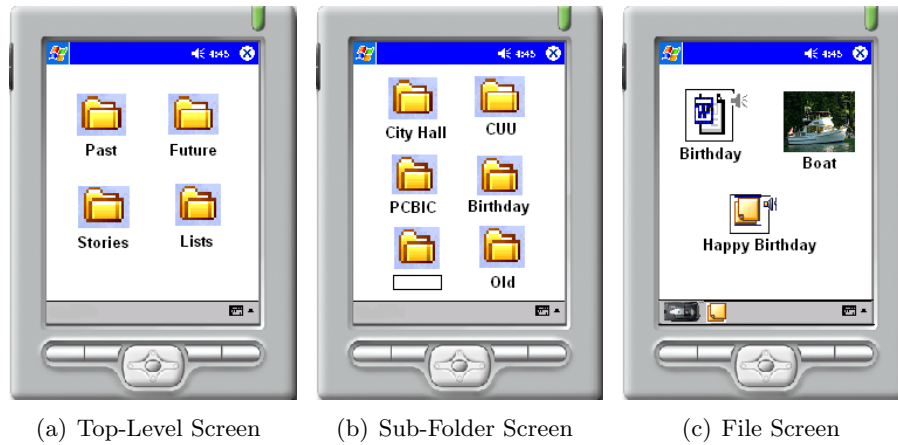 4:45
Past Future
Stories Lists
4:45
City Hall CUU
PCBIC Birthday
Old
4:45
W
Birthday
Boat
Happy Birthday
(a) Top-Level Screen
(b) Sub-Folder Screen
(c) File Screen